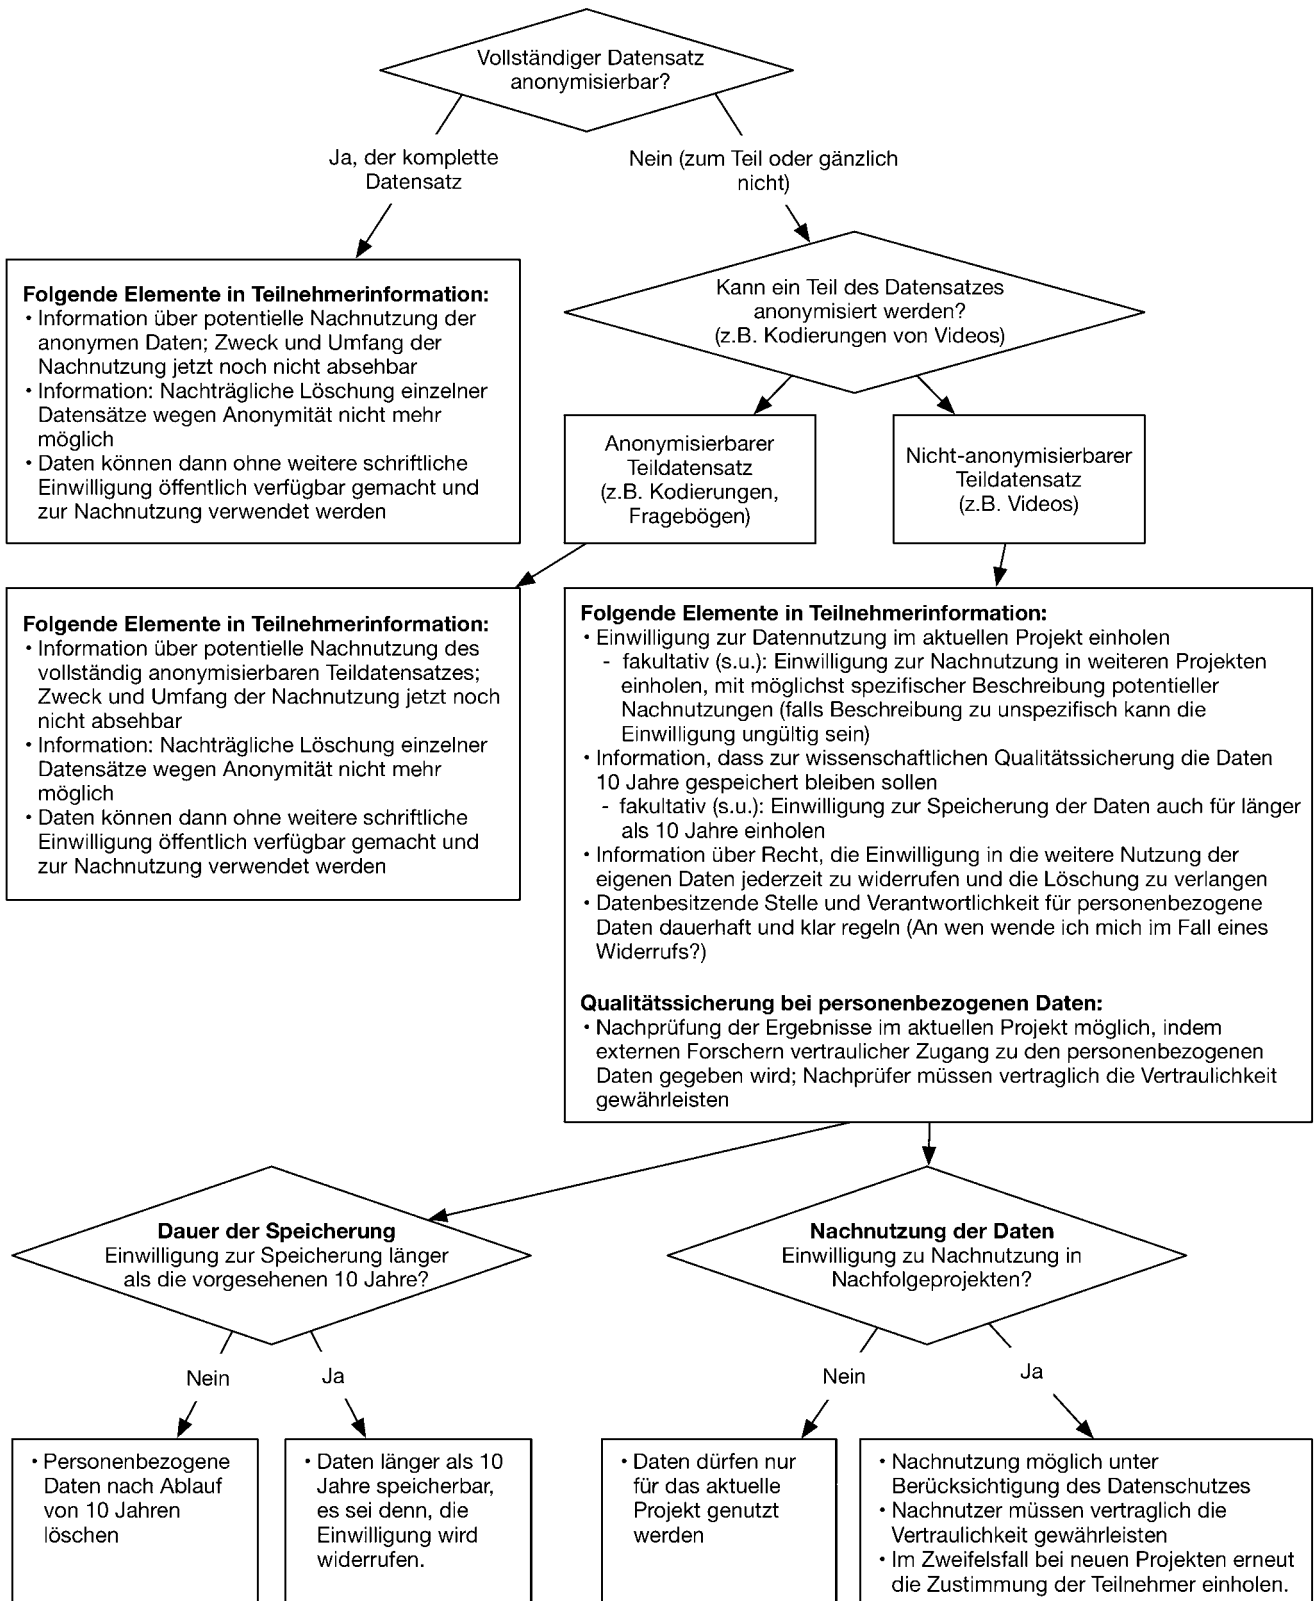 Vollständiger Datensatz
anonymisierbar?
Ja, der komplette
Datensatz
Nein (zum Teil oder gänzlich
nicht)
Folgende Elemente in Teilnehmerinformation:
• Information über potentielle Nachnutzung der
anonymen Daten; Zweck und Umfang der
Nachnutzung jetzt noch nicht absehbar
• Information: Nachträgliche Löschung einzelner
Datensätze wegen Anonymität nicht mehr
möglich
• Daten können dann ohne weitere schriftliche
Einwilligung öffentlich verfügbar gemacht und
zur Nachnutzung verwendet werden
Kann ein Teil des Datensatzes
anonymisiert werden?
(z.B. Kodierungen von Videos)
Anonymisierbarer
Teildatensatz
(z.B. Kodierungen,
Fragebögen)
Nicht-anonymisierbarer
Teildatensatz
(z.B. Videos)
Folgende Elemente in Teilnehmerinformation:
• Information über potentielle Nachnutzung des
vollständig anonymisierbaren Teildatensatzes;
Zweck und Umfang der Nachnutzung jetzt noch
nicht absehbar
• Information: Nachträgliche Löschung einzelner
Datensätze wegen Anonymität nicht mehr
möglich
• Daten können dann ohne weitere schriftliche
Einwilligung öffentlich verfügbar gemacht und
zur Nachnutzung verwendet werden
Folgende Elemente in Teilnehmerinformation:
• Einwilligung zur Datennutzung im aktuellen Projekt einholen
- fakultativ (s.u.): Einwilligung zur Nachnutzung in weiteren Projekten
einholen, mit möglichst spezifischer Beschreibung potentieller
Nachnutzungen (falls Beschreibung zu unspezifisch kann die
Einwilligung ungültig sein)
• Information, dass zur wissenschaftlichen Qualitätssicherung die Daten
10 Jahre gespeichert bleiben sollen
- fakultativ (s.u.): Einwilligung zur Speicherung der Daten auch für länger
als 10 Jahre einholen
• Information über Recht, die Einwilligung in die weitere Nutzung der
eigenen Daten jederzeit zu widerrufen und die Löschung zu verlangen
• Datenbesitzende Stelle und Verantwortlichkeit für personenbezogene
Daten dauerhaft und klar regeln (An wen wende ich mich im Fall eines
Widerrufs?)
Qualitätssicherung bei personenbezogenen Daten:
• Nachprüfung der Ergebnisse im aktuellen Projekt möglich, indem
externen Forschern vertraulicher Zugang zu den personenbezogenen
Daten gegeben wird; Nachprüfer müssen vertraglich die Vertraulichkeit
gewährleisten
Dauer der Speicherung
Einwilligung zur Speicherung länger
als die vorgesehenen 10 Jahre?
Nachnutzung der Daten
Einwilligung zu Nachnutzung in
Nachfolgeprojekten?
Nein
Ja
Nein
Ja
• Personenbezogene
Daten nach Ablauf
von 10 Jahren
löschen
• Daten länger als 10
Jahre speicherbar,
es sei denn, die
Einwilligung wird
widerrufen.
• Daten dürfen nur
für das aktuelle
Projekt genutzt
werden
• Nachnutzung möglich unter
Berücksichtigung des Datenschutzes
• Nachnutzer müssen vertraglich die
Vertraulichkeit gewährleisten
• Im Zweifelsfall bei neuen Projekten erneut
die Zustimmung der Teilnehmer einholen.